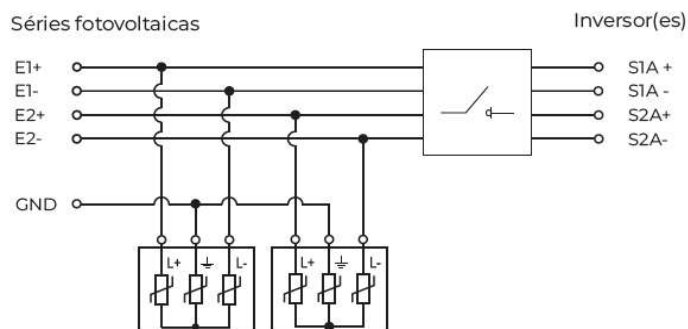 Séries fotovoltaicas
Inversor(es)
E1+
S1A +
E1-
S1A -
E2+
S2A+
E2-
S2A-
GND
L+
L-
L+
L-